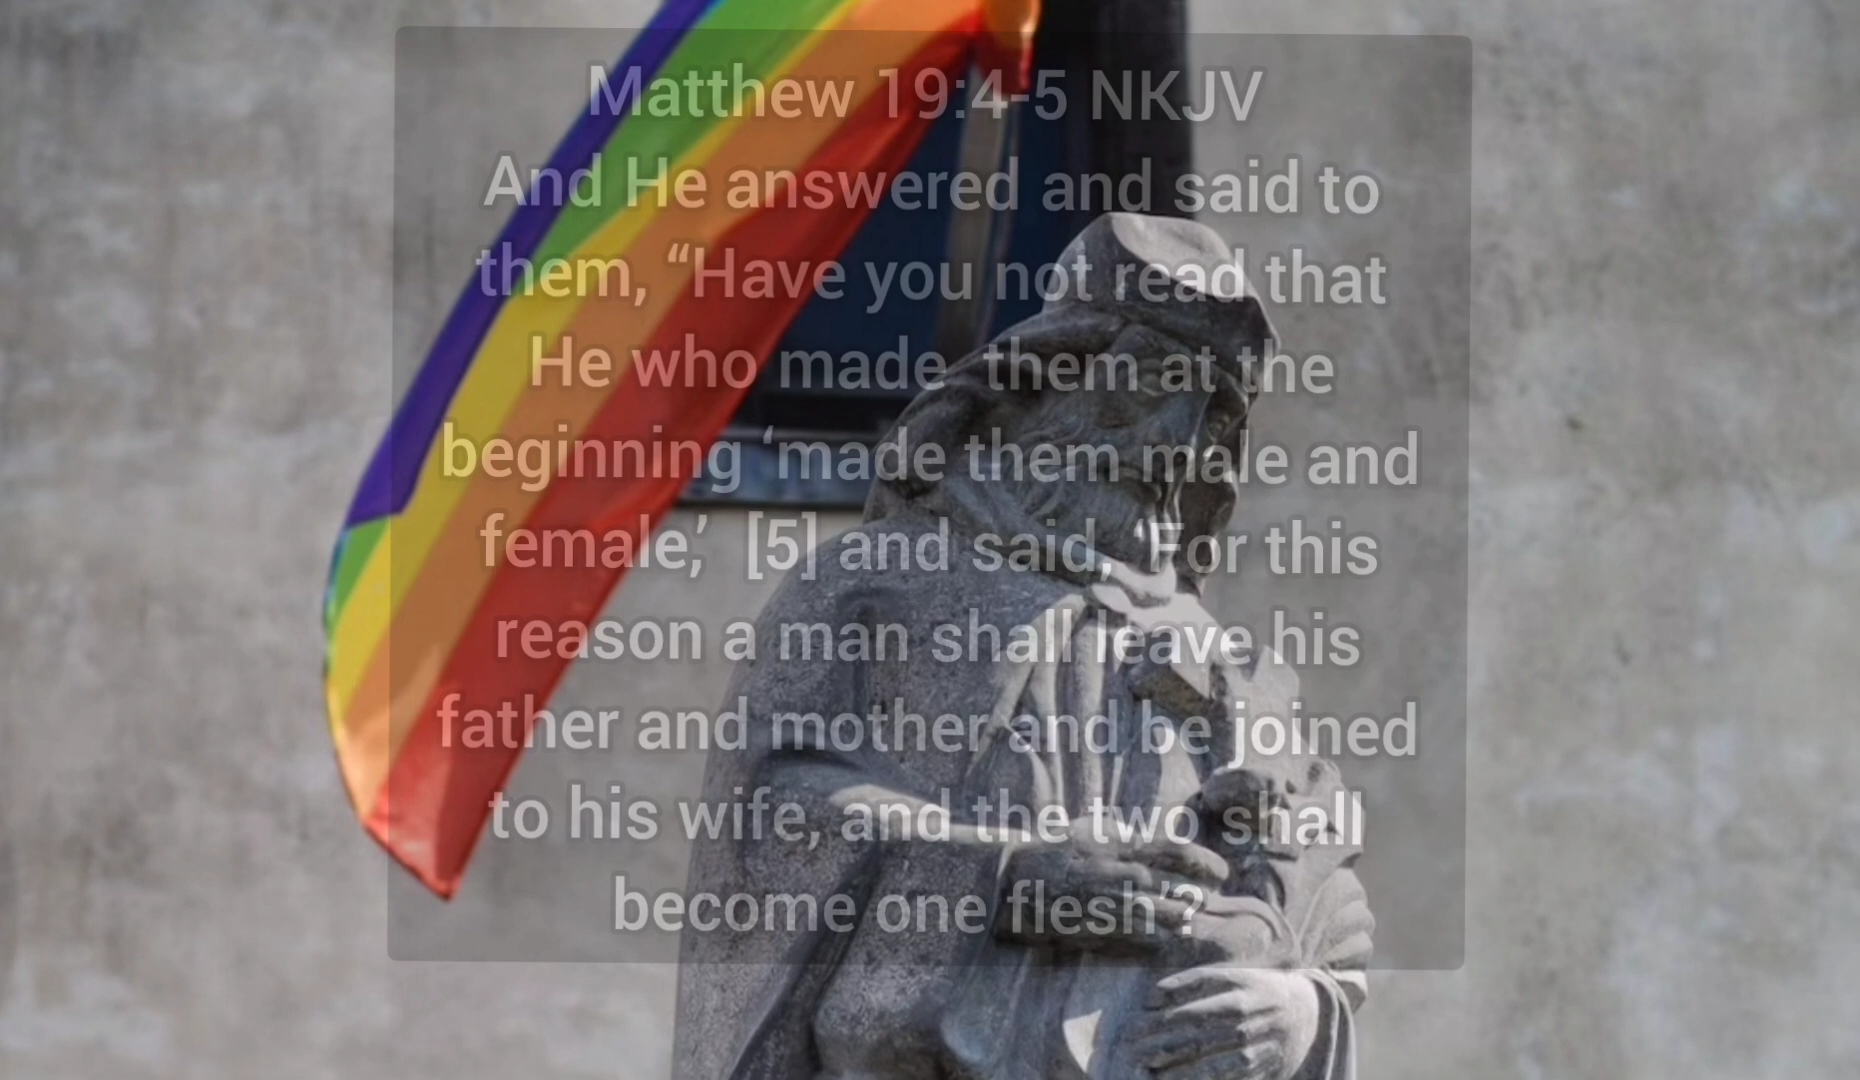 Matthew 19:4-5 NKJV
And He answered and said to
them, “Have you not read that
He who made  them at the
beginning ‘made them male and
female,’  [5] and said, ‘For this
reason a man shall leave his
father and mother and be joined
to his wife, and the two shall
become one flesh’?